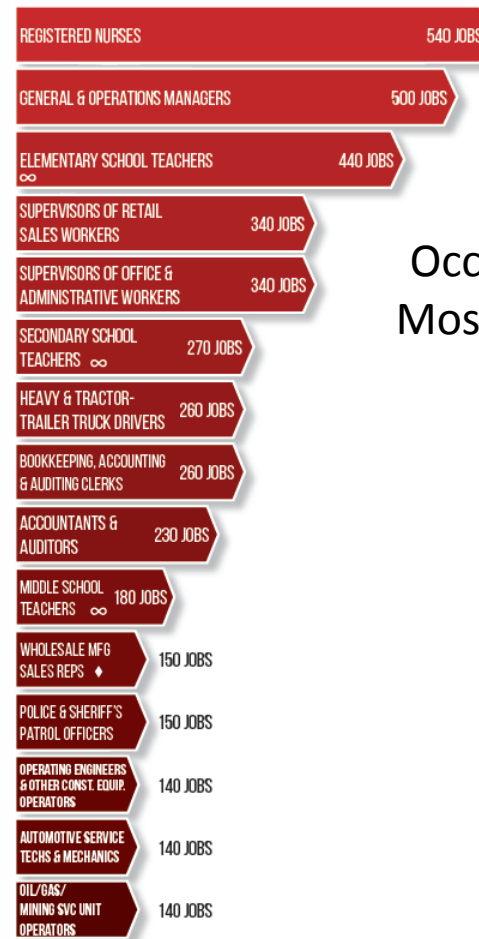 REGISTERED NURSES 540 JOBS
GENERAL & OPERATIONS MANAGERS 500 JOBS
ELEMENTARY SCHOOL TEACHERS 440 JOBS
∞
SUPERVISORS OF RETAIL
SALES WORKERS 340 JOBS
SUPERVISORS OF OFFICE &
ADMINISTRATIVE WORKERS 340 JOBS
Occ
Mos
SECONDARY SCHOOL
TEACHERS ∞ 270 JOBS
HEAVY & TRACTOR-
TRAILER TRUCK DRIVERS 260 JOBS
BOOKKEEPING, ACCOUNTING
& AUDITING CLERKS 260 JOBS
ACCOUNTANTS &
AUDITORS 230 JOBS
MIDDLE SCHOOL
TEACHERS ∞ 180 JOBS
WHOLESALE MFG
SALES REPS ♦ 150 JOBS
POLICE & SHERIFF'S
PATROL OFFICERS 150 JOBS
OPERATING ENGINEERS
& OTHER CONST. EQUIP.
OPERATORS 140 JOBS
AUTOMOTIVE SERVICE
TECHS & MECHANICS 140 JOBS
OIL/GAS/
MINING SVC UNIT
OPERATORS 140 JOBS